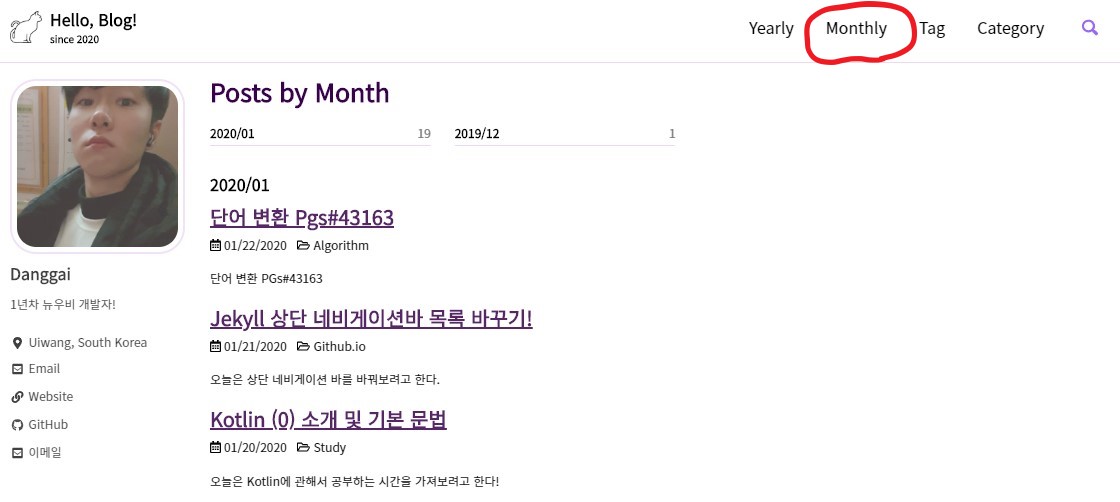 Hello, Blog!
since 2020
Yearly Monthly Tag Category
Danggai
1년차 뉴우비 개발자!
Uiwang, South Korea
Email
Website
GitHub
이메일
Posts by Month
2020/01 19 2019/12 1
2020/01
단어 변환 Pgs#43163
01/22/2020 Algorithm
단어 변환 PGs#43163
Jekyll 상단 네비게이션바 목록 바꾸기!
01/21/2020 Github.io
오늘은 상단 네비게이션 바를 바꿔보려고 한다.
Kotlin (0) 소개 및 기본 문법
01/20/2020 Study
오늘은 Kotlin에 관해서 공부하는 시간을 가져보려고 한다!